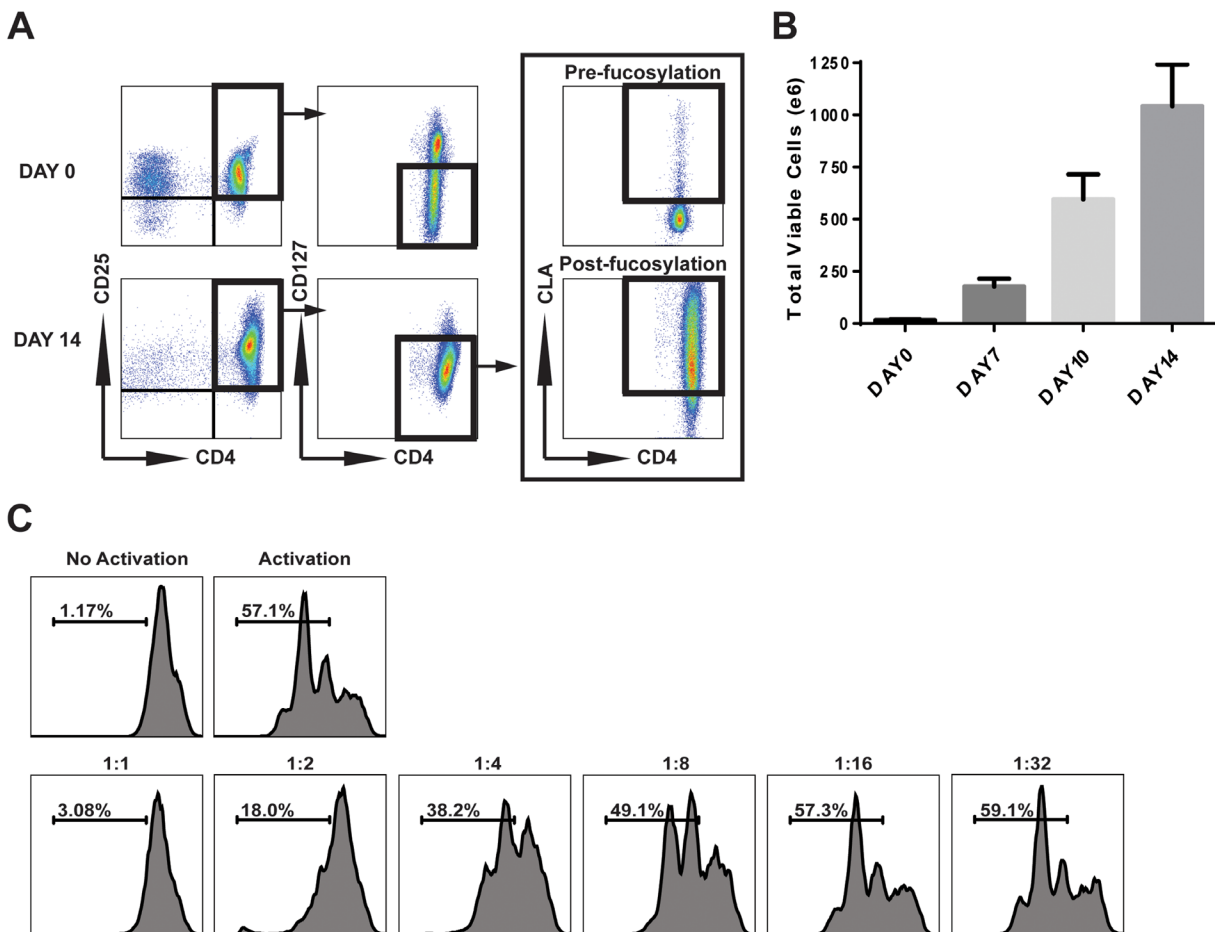 A
DAY 0
DAY 14
CD25
CD4
CD127
CD4
Pre-fucosylation
Post-fucosylation
CLA
CD4
B
Total Viable Cells (e6)
1250
1000
750
500
250
0
DAY0
DAY7
DAY10
DAY14
C
No Activation
Activation
1.17%
57.1%
1:1
1:2
1:4
1:8
1:16
1:32
3.08%
18.0%
38.2%
49.1%
57.3%
59.1%